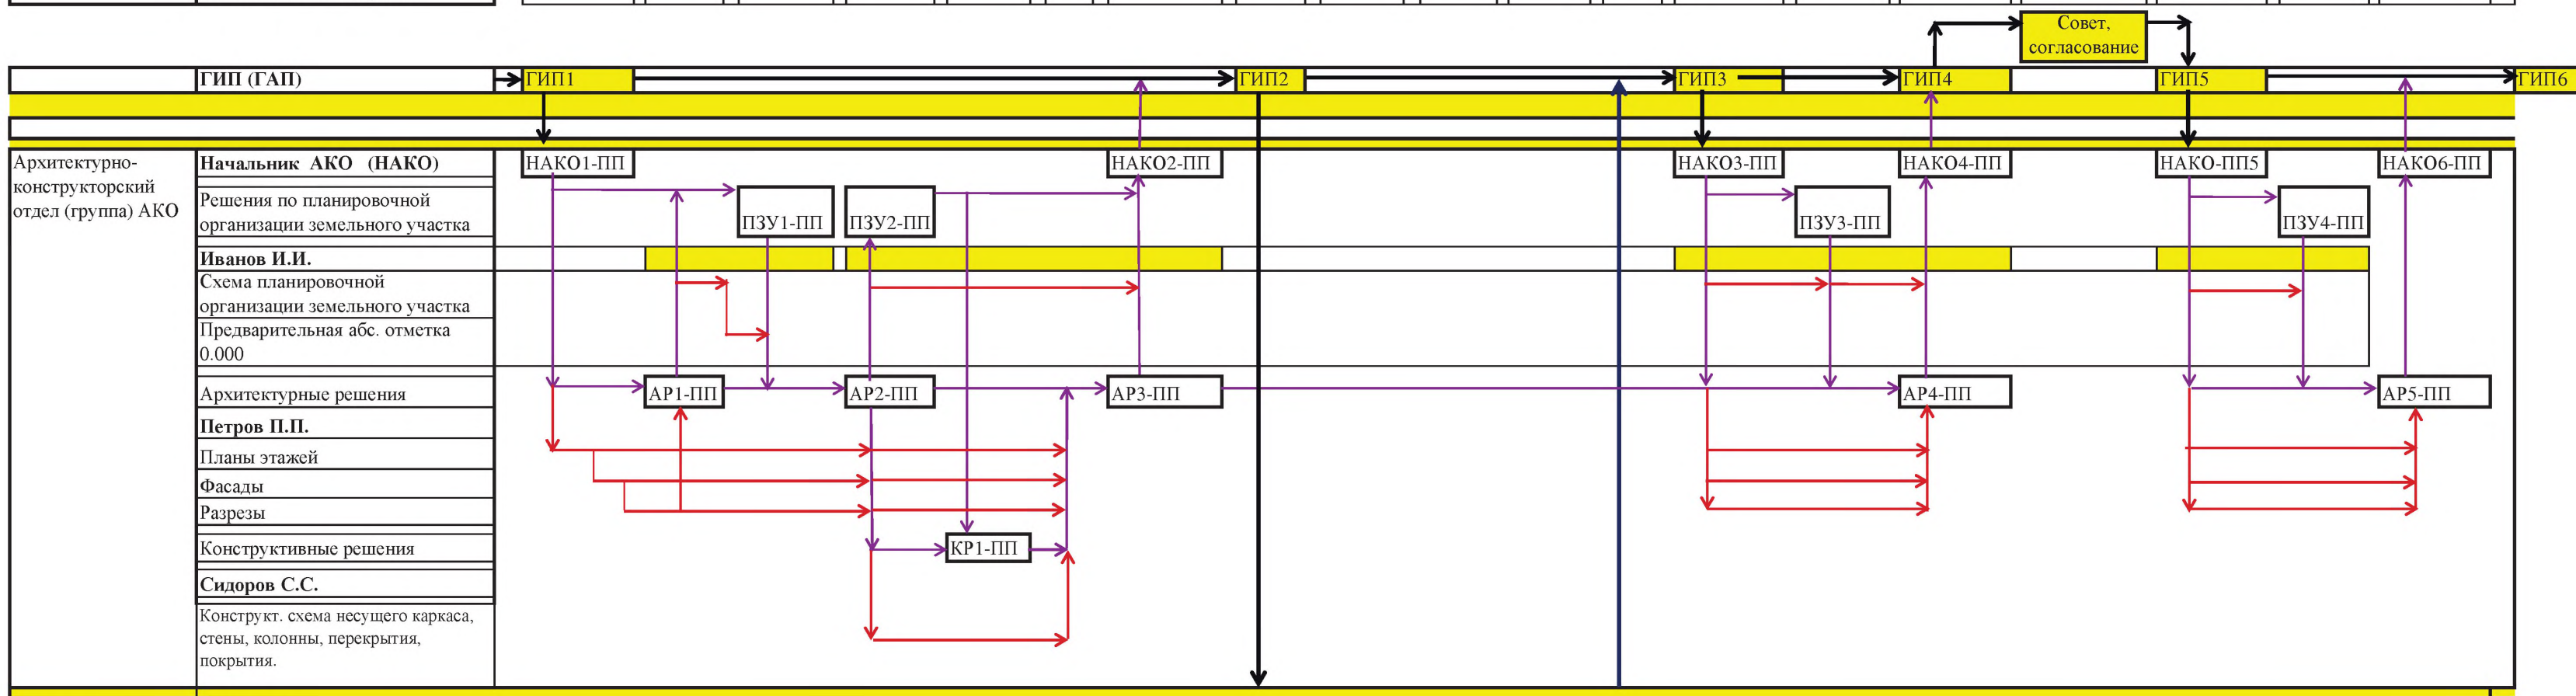 Совет,
согласование
ГИП (ГАП) ГИП1 ГИП2 ГИП3 ГИП4 ГИП5 ГИП6
Архитектурно-
конструкторский
отдел (группа) АКО
Начальник АКО (НАКО) НАКО1-ПП НАКО2-ПП НАКО3-ПП НАКО4-ПП НАКО-ПП5 НАКО6-ПП
Решения по планировочной
организации земельного участка ПЗУ1-ПП ПЗУ2-ПП ПЗУ3-ПП ПЗУ4-ПП
Иванов И.И.
Схема планировочной
организации земельного участка
Предварительная абс. отметка
0.000
Архитектурные решения АР1-ПП АР2-ПП АР3-ПП АР4-ПП АР5-ПП
Петров П.П.
Планы этажей
Фасады
Разрезы
Конструктивные решения КР1-ПП
Сидоров С.С.
Конструкт. схема несущего каркаса,
стены, колонны, перекрытия,
покрытия.